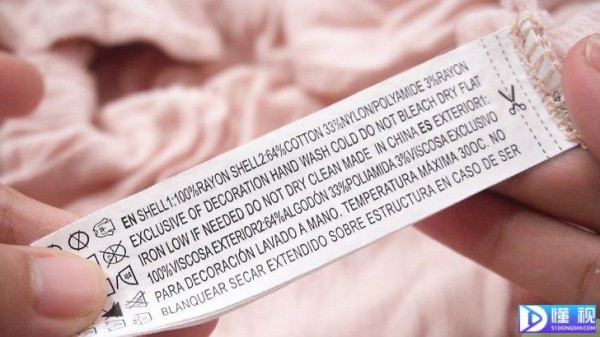 EN SHELL1:100%RAYON SHELL2:64%COTTON 33%NYLON/POLYAMIDE 3%RAYON
EXCLUSIVE OF DECORATION HAND WASH COLD DO NOT BLEACH DRY FLAT
IRON LOW IF NEEDED DO NOT DRY CLEAN MADE IN CHINA ES EXTERIOR1:
100%VISCOSA EXTERIOR2:64%ALGODÓN 33%POLIAMIDA 3%VISCOSA EXCLUSIVO
PARA DECORACIÓN LAVADO A MANO. TEMPERATURA MÁXIMA 30OC. NO
BLANQUEAR SECAR EXTENDIDO SOBRE ESTRUCTURA EN CASO DE SER
懂视
51DONGSHI.COM